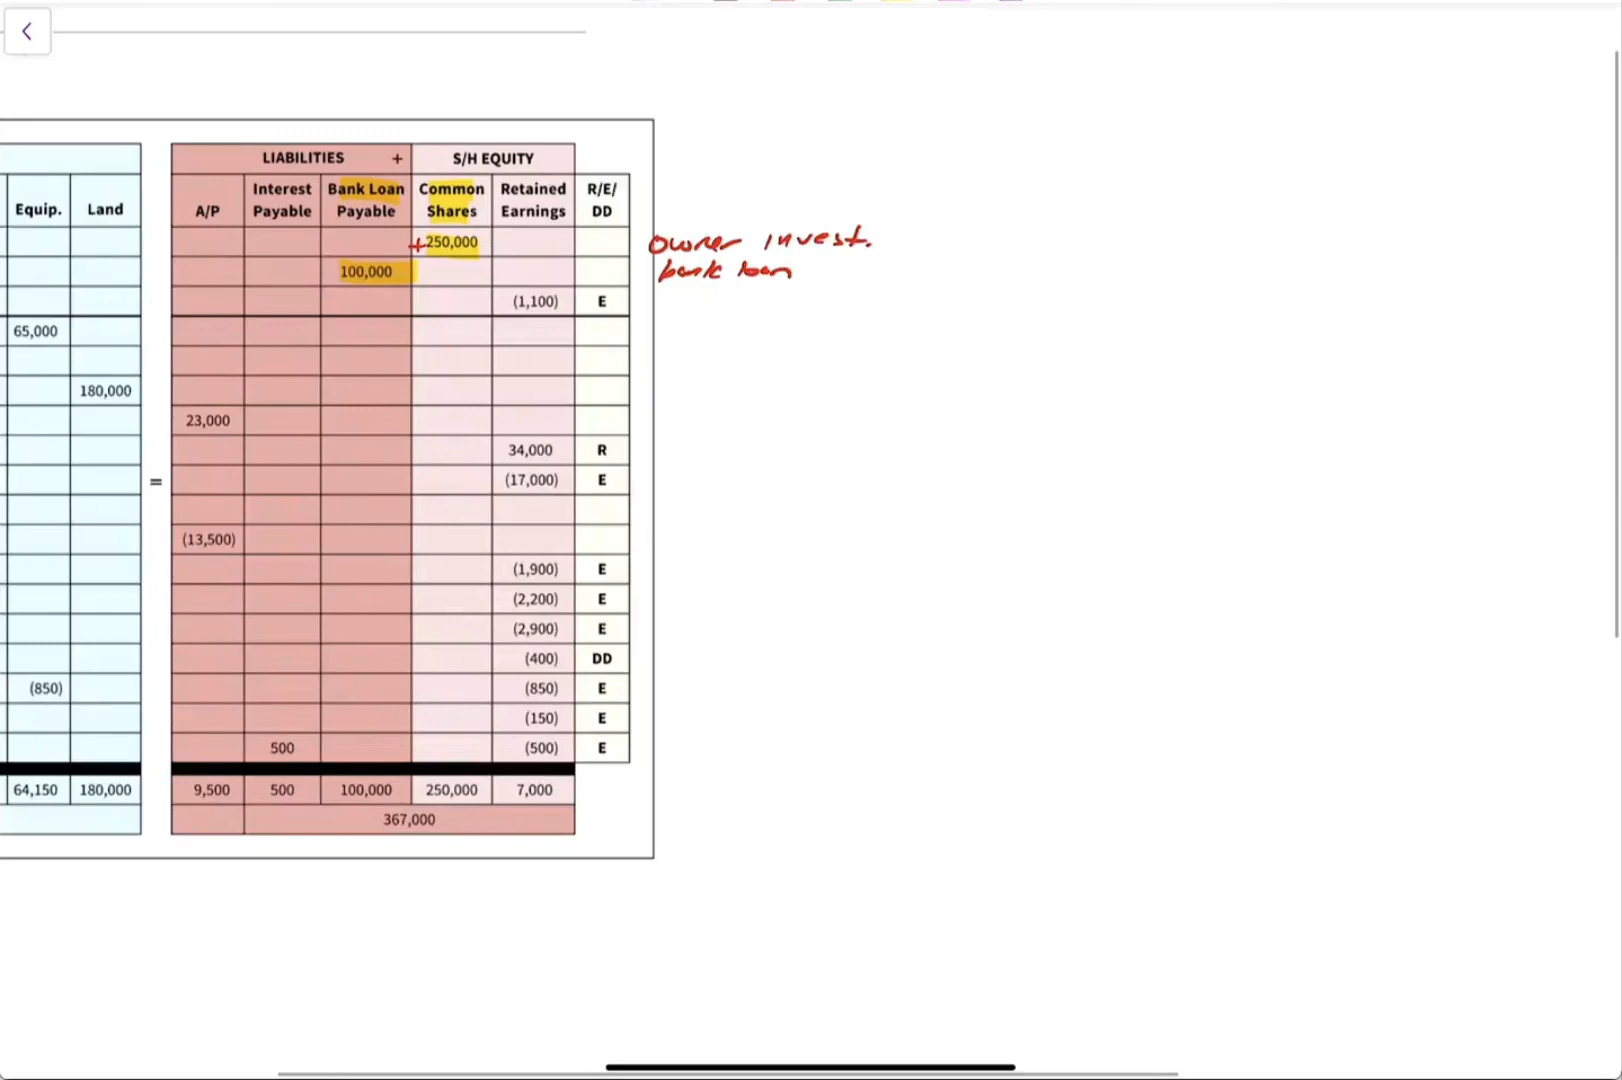 LIABILITIES + S/H EQUITY
Equip. Land A/P Interest Payable Bank Loan Payable Common Shares Retained Earnings R/E/ DD
+250,000 owner invest.
100,000 bank loan
(1,100) E
65,000
180,000
23,000
34,000 R
= (17,000) E
(13,500)
(1,900) E
(2,200) E
(2,900) E
(400) DD
(850) (850) E
(150) E
500 (500) E
64,150 180,000 9,500 500 100,000 250,000 7,000
367,000